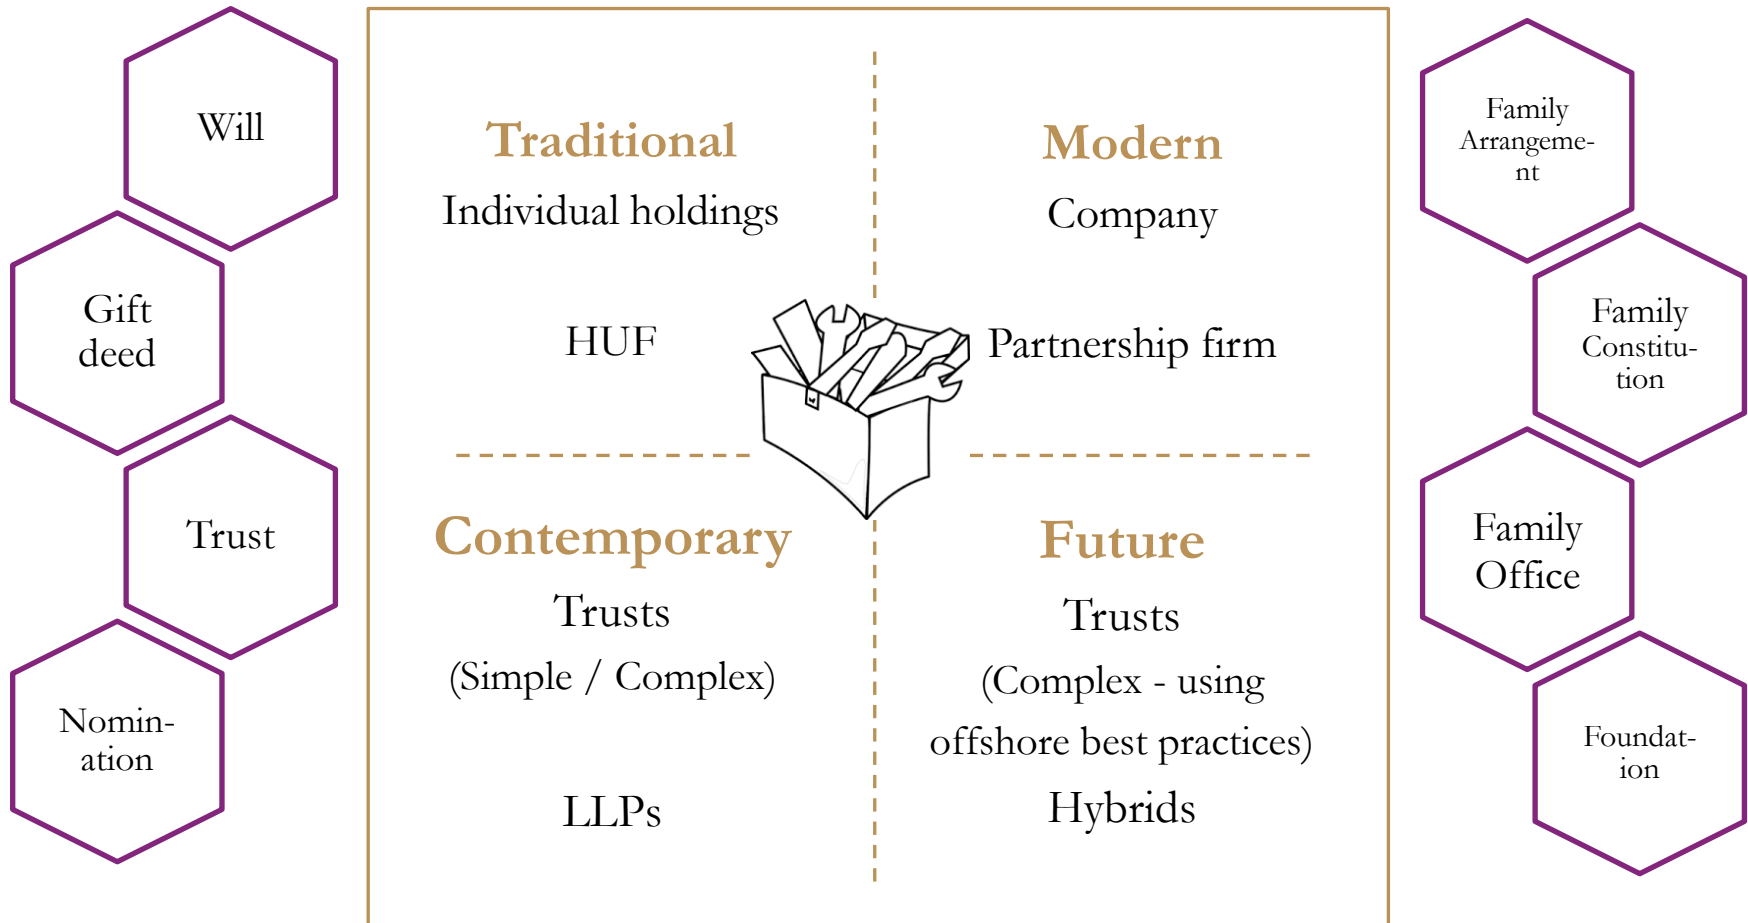 Will
Gift
deed
Trust
Nomin-
ation
Traditional
Individual holdings
HUF
Modern
Company
Partnership firm
Contemporary
Trusts
(Simple / Complex)
LLPs
Future
Trusts
(Complex - using
offshore best practices)
Hybrids
Family
Arrangeme-
nt
Family
Constitu-
tion
Family
Office
Foundat-
ion